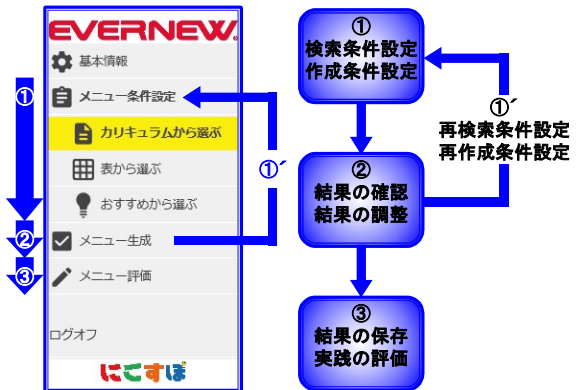 EVERNEW.
基本情報
①
メニュー条件設定
カリキュラムから選ぶ
表から選ぶ
①´
おすすめから選ぶ
②
メニュー生成
③
メニュー評価
ログオフ
にこすぽ
①
検索条件設定
作成条件設定
①´
再検索条件設定
再作成条件設定
②
結果の確認
結果の調整
③
結果の保存
実践の評価